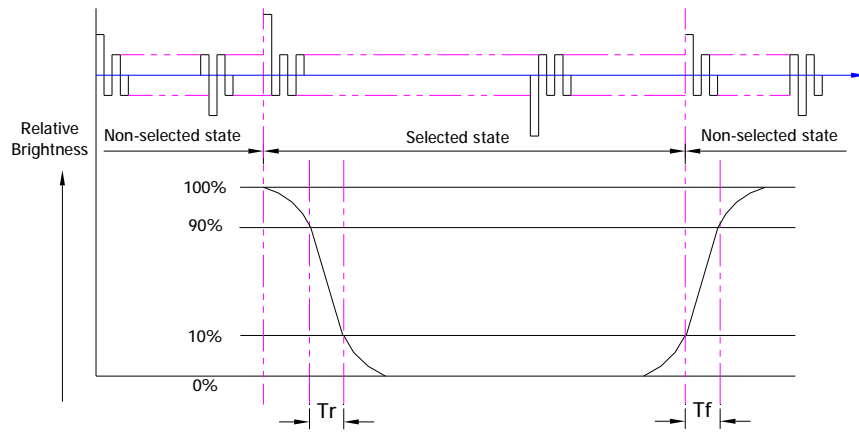 Relative
Brightness
Non-selected state
Selected state
Non-selected state
100%
90%
10%
0%
Tr
Tf